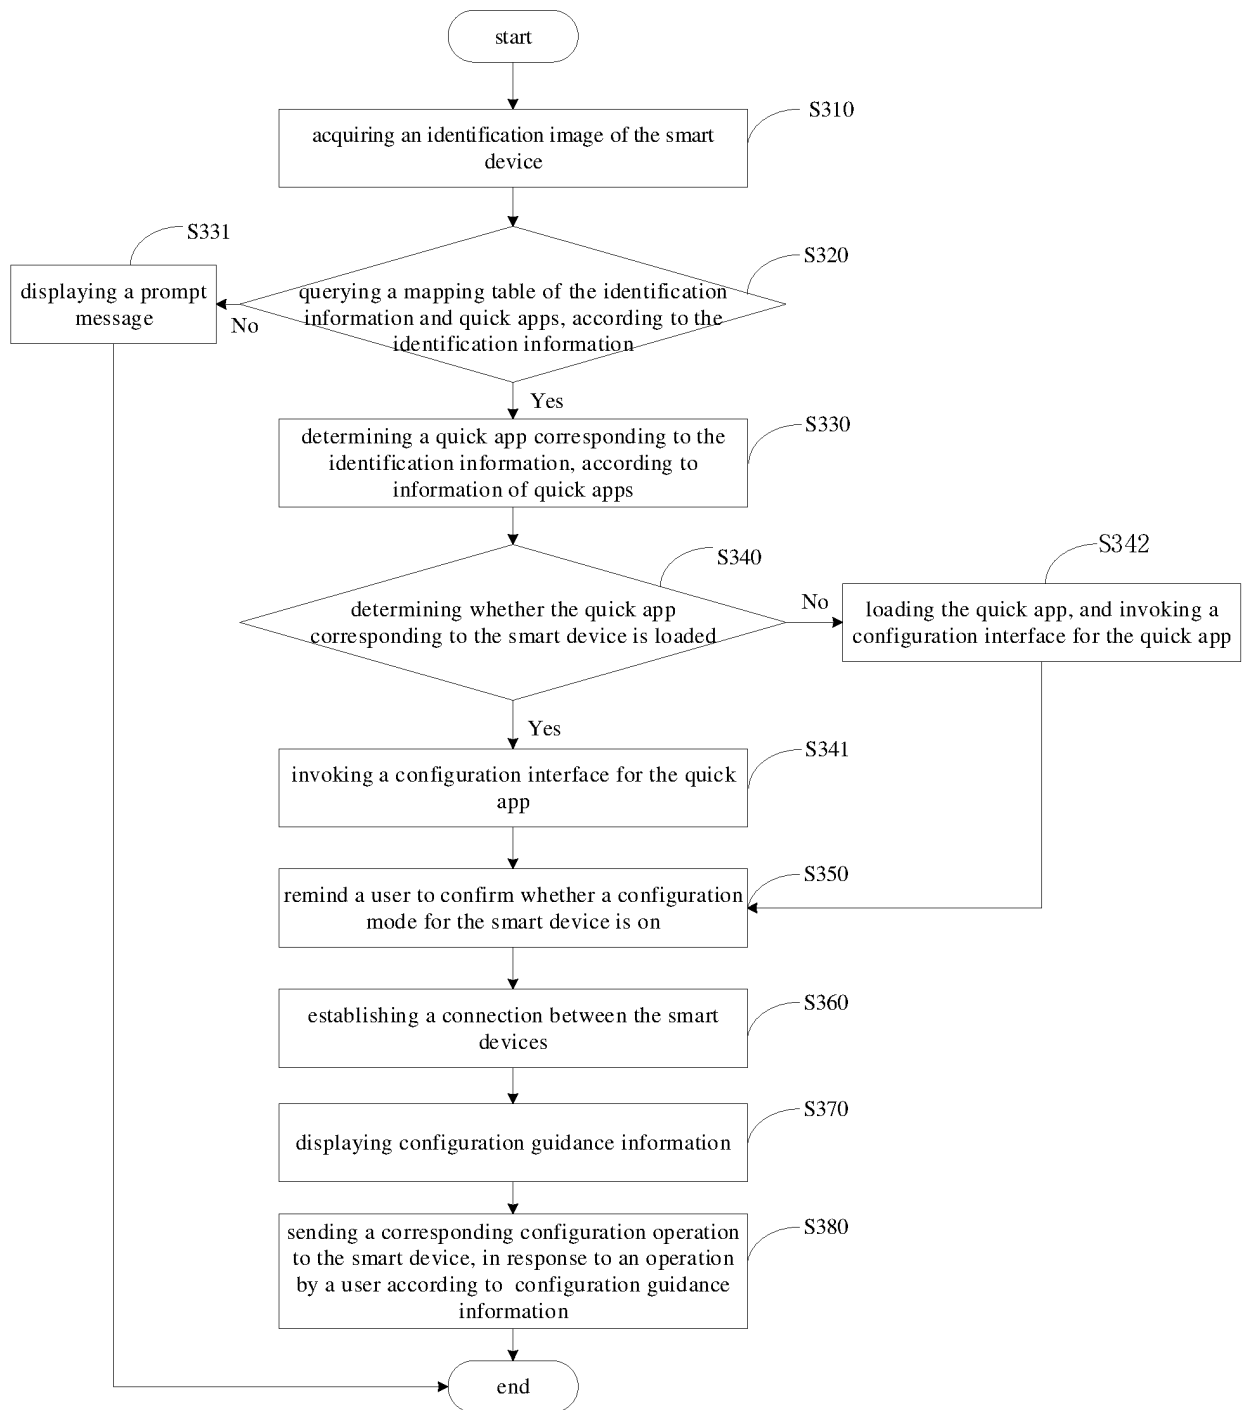 start
S310
acquiring an identification image of the smart
device
S331
displaying a prompt
message
No
S320
querying a mapping table of the identification
information and quick apps, according to the
identification information
Yes
S330
determining a quick app corresponding to the
identification information, according to
information of quick apps
S340
determining whether the quick app
corresponding to the smart device is loaded
No
S342
loading the quick app, and invoking a
configuration interface for the quick app
Yes
S341
invoking a configuration interface for the quick
app
S350
remind a user to confirm whether a configuration
mode for the smart device is on
S360
establishing a connection between the smart
devices
S370
displaying configuration guidance information
S380
sending a corresponding configuration operation
to the smart device, in response to an operation
by a user according to configuration guidance
information
end